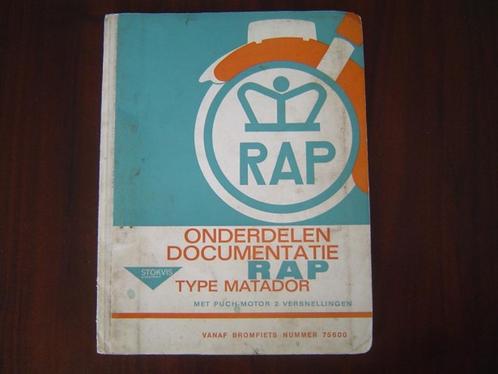 RAP
ONDERDELEN
DOCUMENTATIE
STOKVIS
RAP
TYPE MATADOR
MET PUCH-MOTOR 2 VERSNELLINGEN
VANAF BROMFIETS NUMMER 75600